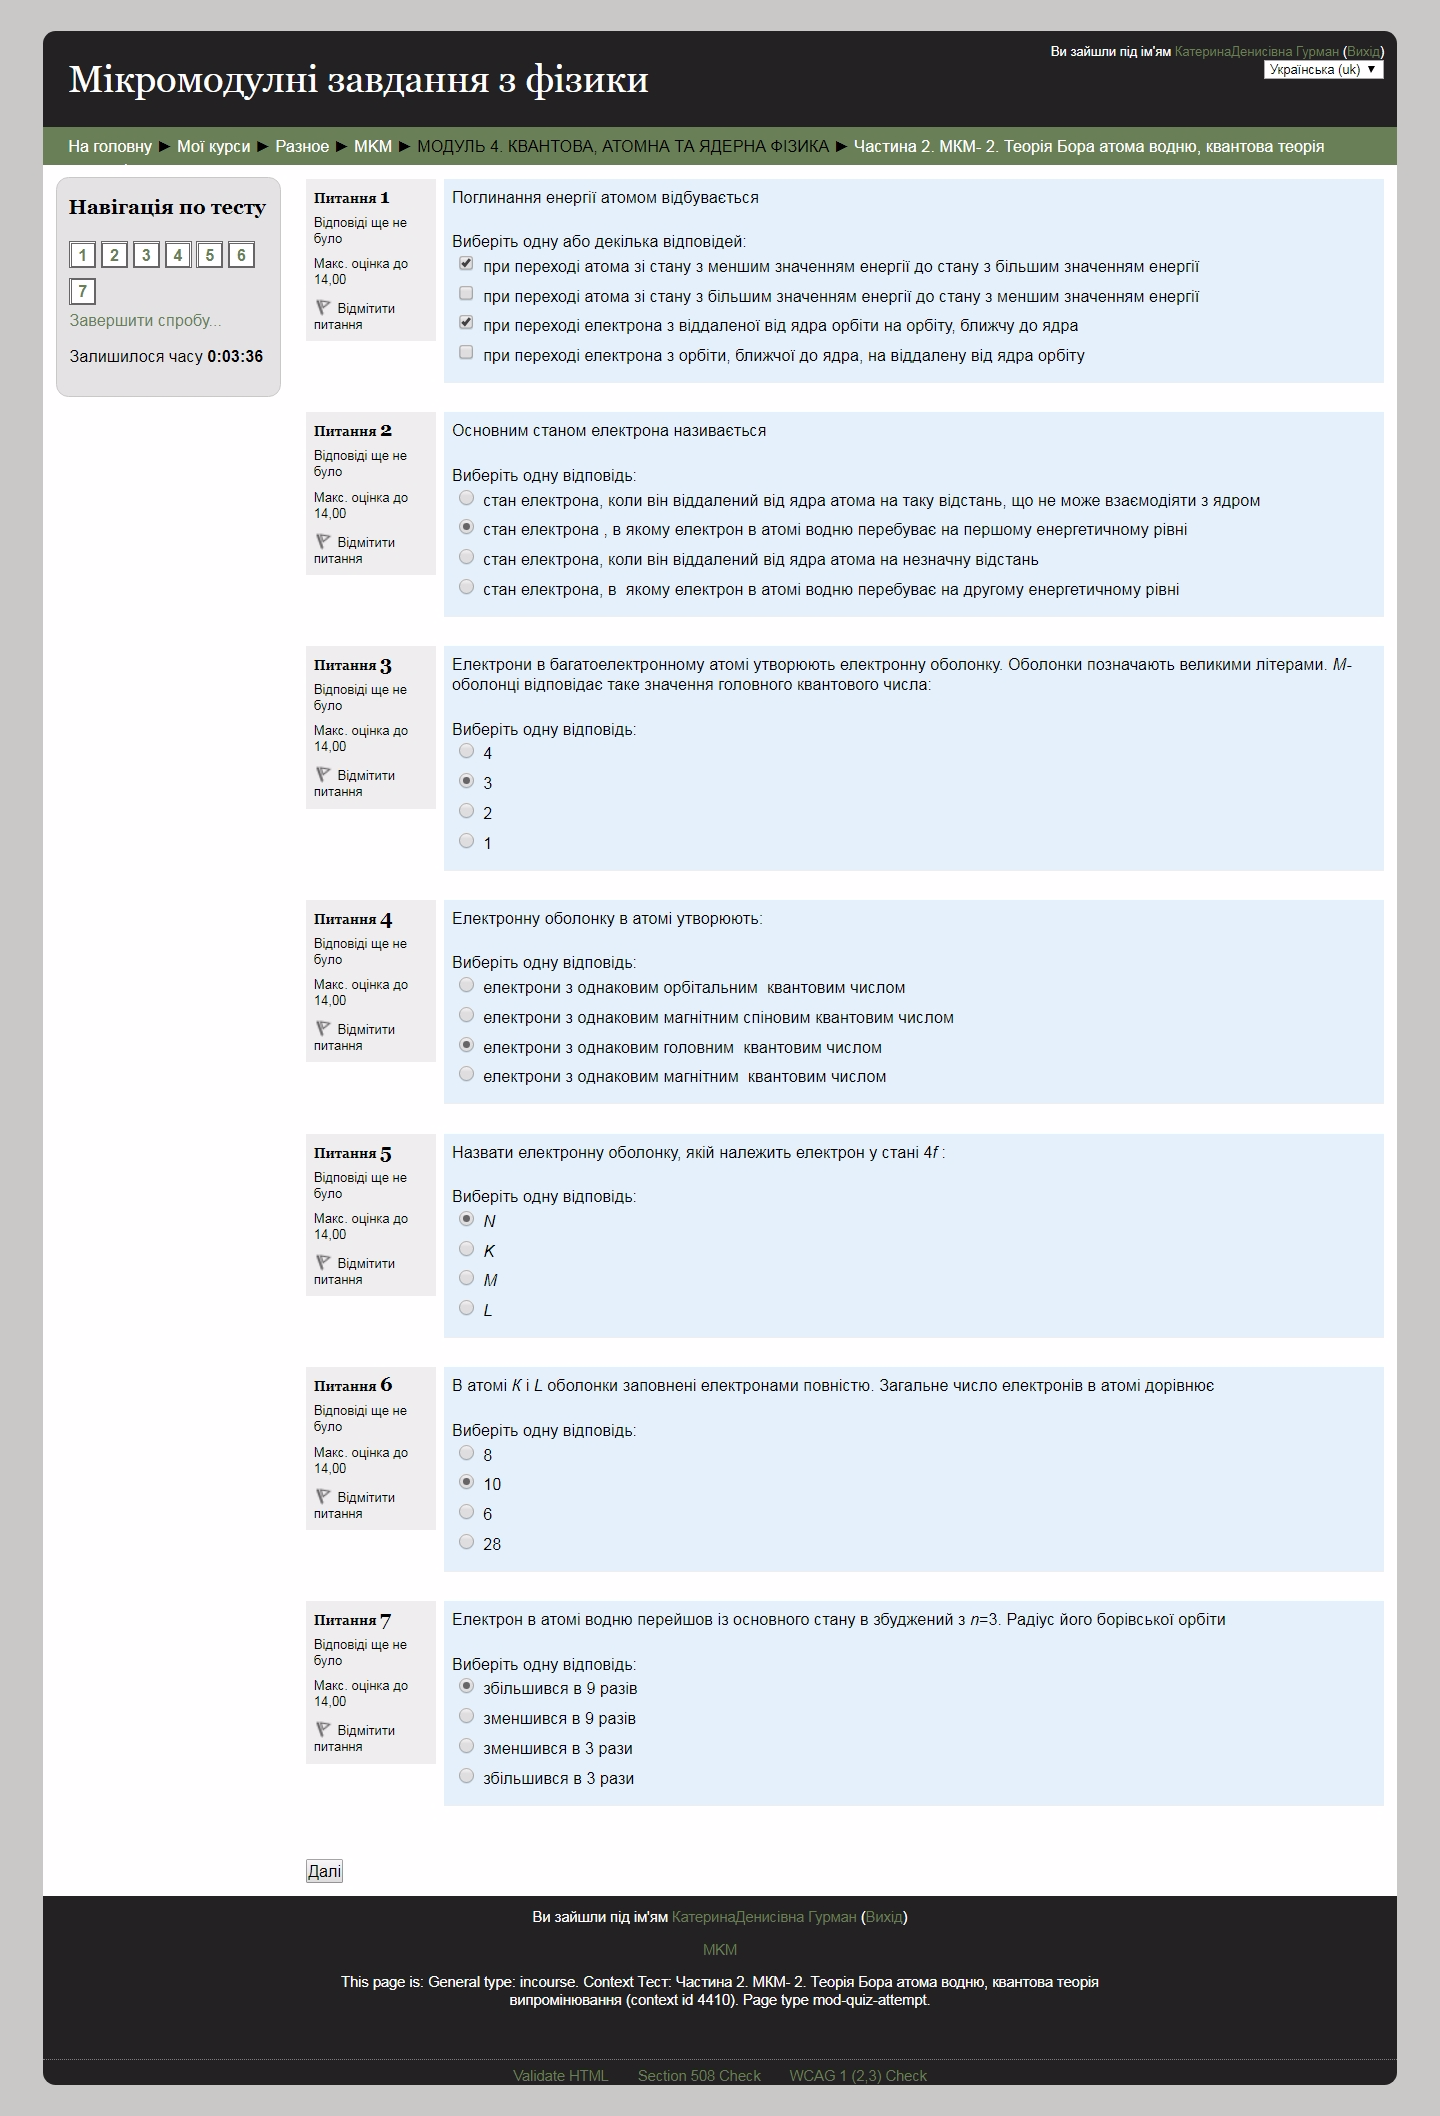 Ви зайшли під ім'ям КатеринаДенисівна Гурман (Вихід)
Українська (uk) ▼
Мікромодулні завдання з фізики
На головну ► Мої курси ► Разное ► МКМ ► МОДУЛЬ 4. КВАНТОВА, АТОМНА ТА ЯДЕРНА ФІЗИКА ► Частина 2. МКМ- 2. Теорія Бора атома водню, квантова теорія
Навігація по тесту
1 2 3 4 5 6
7
Завершити спробу...
Залишилося часу 0:03:36
Питання 1
Відповіді ще не
було
Макс. оцінка до
14,00
Відмітити
питання
Поглинання енергії атомом відбувається
Виберіть одну або декілька відповідей:
при переході атома зі стану з меншим значенням енергії до стану з більшим значенням енергії
при переході атома зі стану з більшим значенням енергії до стану з меншим значенням енергії
при переході електрона з віддаленої від ядра орбіти на орбіту, ближчу до ядра
при переході електрона з орбіти, ближчої до ядра, на віддалену від ядра орбіту
Питання 2
Відповіді ще не
було
Макс. оцінка до
14,00
Відмітити
питання
Основним станом електрона називається
Виберіть одну відповідь:
стан електрона, коли він віддалений від ядра атома на таку відстань, що не може взаємодіяти з ядром
стан електрона , в якому електрон в атомі водню перебуває на першому енергетичному рівні
стан електрона, коли він віддалений від ядра атома на незначну відстань
стан електрона, в  якому електрон в атомі водню перебуває на другому енергетичному рівні
Питання 3
Відповіді ще не
було
Макс. оцінка до
14,00
Відмітити
питання
Електрони в багатоелектронному атомі утворюють електронну оболонку. Оболонки позначають великими літерами. М-
оболонці відповідає таке значення головного квантового числа:
Виберіть одну відповідь:
4
3
2
1
Питання 4
Відповіді ще не
було
Макс. оцінка до
14,00
Відмітити
питання
Електронну оболонку в атомі утворюють:
Виберіть одну відповідь:
електрони з однаковим орбітальним  квантовим числом
електрони з однаковим магнітним спіновим квантовим числом
електрони з однаковим головним  квантовим числом
електрони з однаковим магнітним  квантовим числом
Питання 5
Відповіді ще не
було
Макс. оцінка до
14,00
Відмітити
питання
Назвати електронну оболонку, якій належить електрон у стані 4f :
Виберіть одну відповідь:
N
K
M
L
Питання 6
Відповіді ще не
було
Макс. оцінка до
14,00
Відмітити
питання
В атомі K і L оболонки заповнені електронами повністю. Загальне число електронів в атомі дорівнює
Виберіть одну відповідь:
8
10
6
28
Питання 7
Відповіді ще не
було
Макс. оцінка до
14,00
Відмітити
питання
Електрон в атомі водню перейшов із основного стану в збуджений з n=3. Радіус його борівської орбіти
Виберіть одну відповідь:
збільшився в 9 разів
зменшився в 9 разів
зменшився в 3 рази
збільшився в 3 рази
Далі
Ви зайшли під ім'ям КатеринаДенисівна Гурман (Вихід)
МКМ
This page is: General type: incourse. Context Тест: Частина 2. МКМ- 2. Теорія Бора атома водню, квантова теорія
випромінювання (context id 4410). Page type mod-quiz-attempt.
Validate HTML Section 508 Check WCAG 1 (2,3) Check